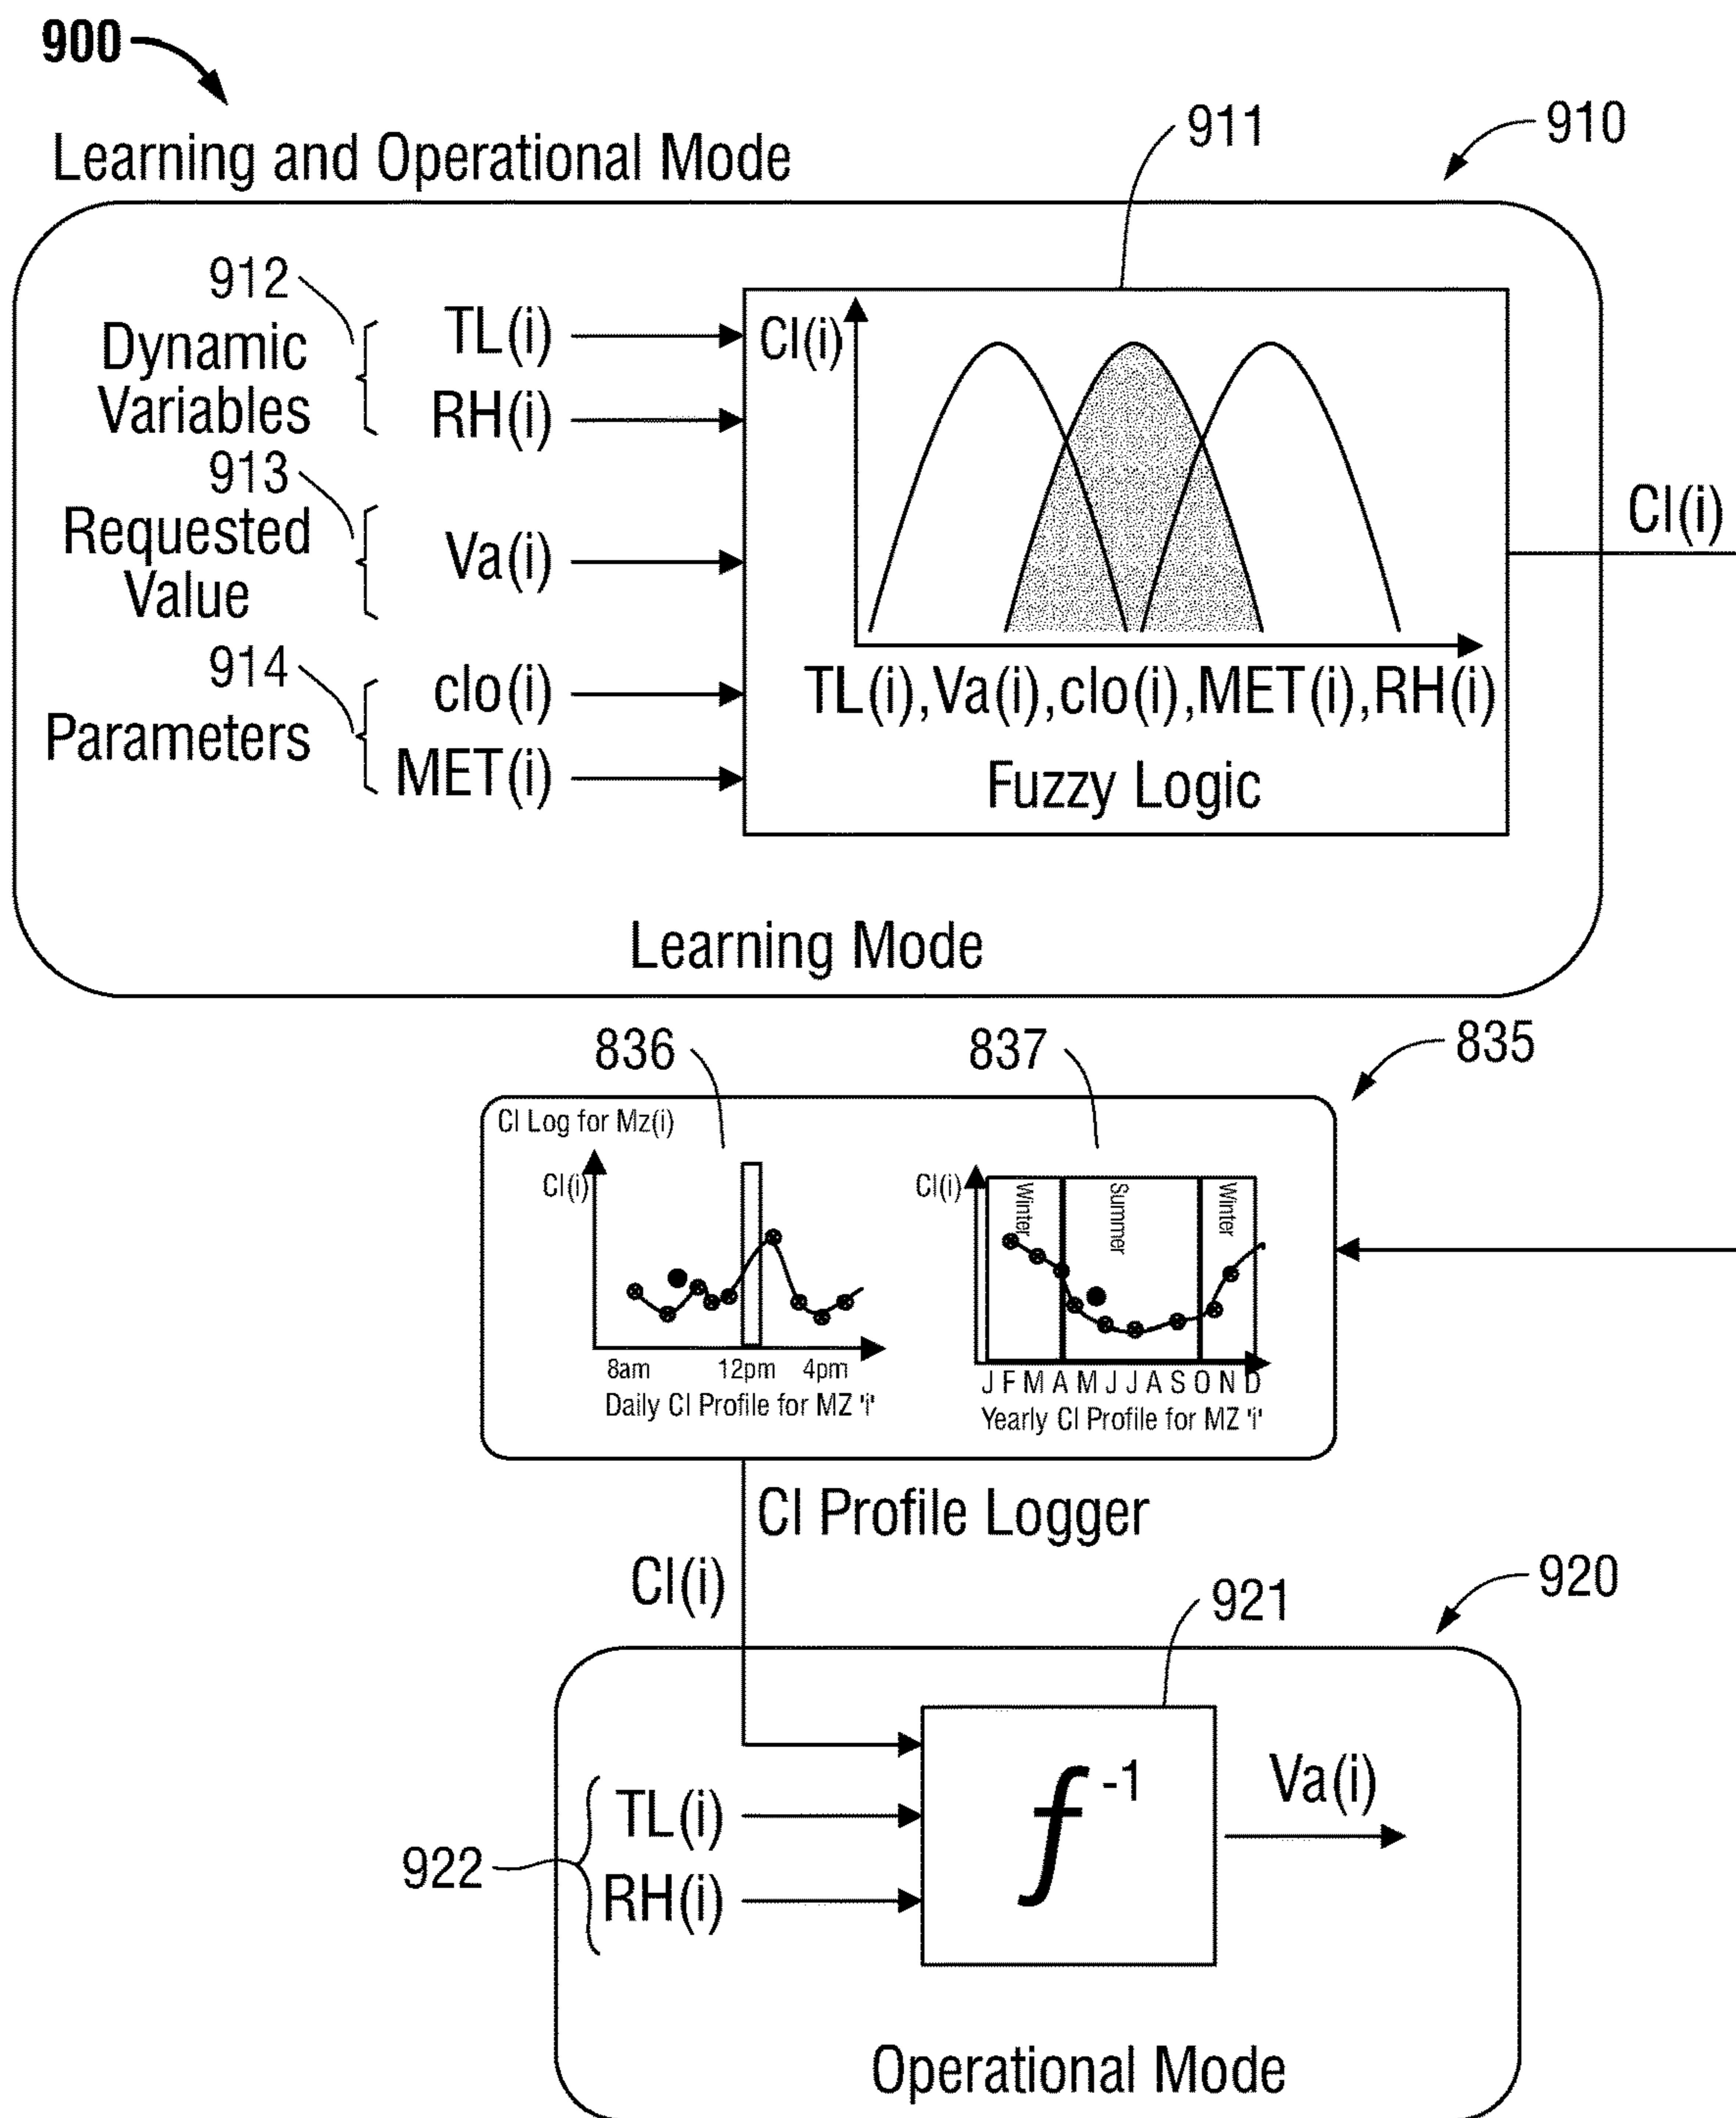 900
Learning and Operational Mode
911
910
912
Dynamic
Variables
TL(i)
RH(i)
913
Requested
Value
Va(i)
914
Parameters
clo(i)
MET(i)
CI(i)
TL(i),Va(i),clo(i),MET(i),RH(i)
Fuzzy Logic
CI(i)
Learning Mode
836
837
835
CI Log for Mz(i)
CI(i)
8am 12pm 4pm
Daily CI Profile for MZ 'i'
CI(i)
Winter
Summer
Winter
J F M A M J J A S O N D
Yearly CI Profile for MZ 'i'
CI Profile Logger
CI(i)
921
920
922
TL(i)
RH(i)
f -1
Va(i)
Operational Mode